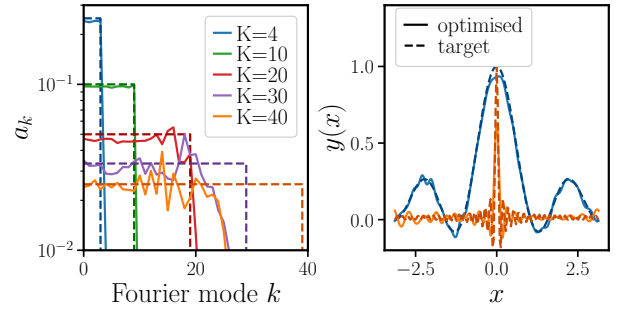 K=4
K=10
K=20
K=30
K=40
10⁻¹
10⁻²
a_k
0
20
40
Fourier mode k
optimised
target
1.0
0.5
0.0
y(x)
−2.5
0.0
2.5
x